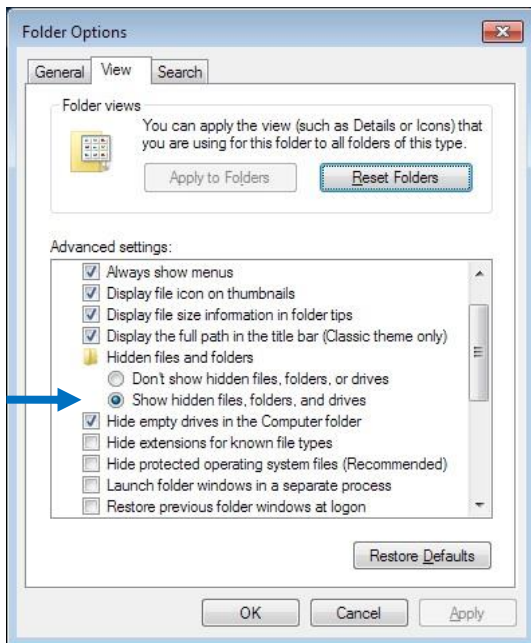 Folder Options
General
View
Search
Folder views
You can apply the view (such as Details or Icons) that
you are using for this folder to all folders of this type.
Apply to Folders
Reset Folders
Advanced settings:
Always show menus
Display file icon on thumbnails
Display file size information in folder tips
Display the full path in the title bar (Classic theme only)
Hidden files and folders
Don't show hidden files, folders, or drives
Show hidden files, folders, and drives
Hide empty drives in the Computer folder
Hide extensions for known file types
Hide protected operating system files (Recommended)
Launch folder windows in a separate process
Restore previous folder windows at logon
Restore Defaults
OK
Cancel
Apply